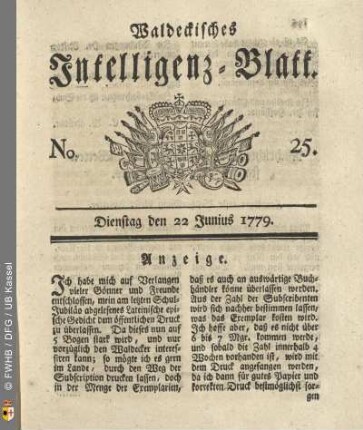 Waldeckisches
Intelligenz-Blatt.
No. 25.
Dienstag den 22 Junius 1779.
Anzeige.
Ich habe mich auf Verlangen
vieler Gönner und Freunde
entschlossen, mein am letzten Schul-
Jubiläo abgelesenes Lateinische epi-
sche Gedicht dem öffentlichen Druck
zu überlassen. Da dieses nun auf
5 Bogen stark wird, und nur
vorzüglich den Waldecker interes-
siren kann; so mögte ich es gern
im Lande, durch den Weg der
Subscription drucken lassen, doch
in der Menge der Exemplarien,
daß es auch an auswärtige Buch-
händler könne überlassen werden.
Aus der Zahl der Subscribenten
wird sich nachher bestimmen lassen,
was das Exemplar kosten wird.
Ich hoffe aber, daß es nicht über
6 bis 7 Mgr. kommen werde;
und sobald die Zahl innerhalb 4
Wochen vorhanden ist, wird mit
dem Druck angefangen werden,
da ich dann für gutes Papier und
korrekten Druck bestmöglichst sor-
gen
© FWHB / DFG / UB Kassel